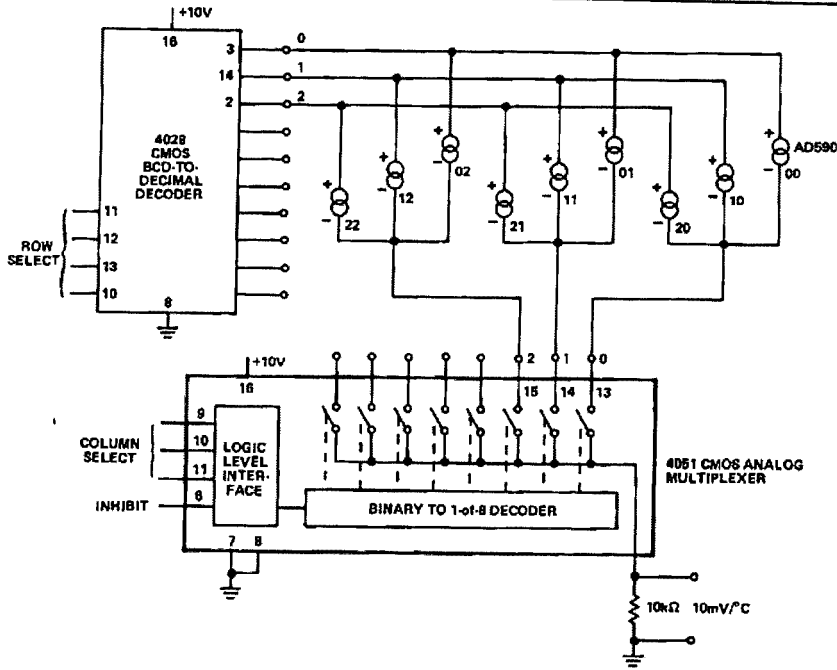 +10V
16
3
0
14
1
2
2
4028
CMOS
BCD-TO-
DECIMAL
DECODER
ROW
SELECT
11
12
13
10
8
+
-
22
+
-
12
+
-
02
+
-
21
+
-
11
+
-
01
+
-
20
+
-
10
+
-
AD590
00
+10V
16
2
1
0
15
14
13
COLUMN
SELECT
9
10
11
INHIBIT
6
LOGIC
LEVEL
INTER-
FACE
BINARY TO 1-of-8 DECODER
4051 CMOS ANALOG
MULTIPLEXER
7
8
10kΩ 10mV/°C